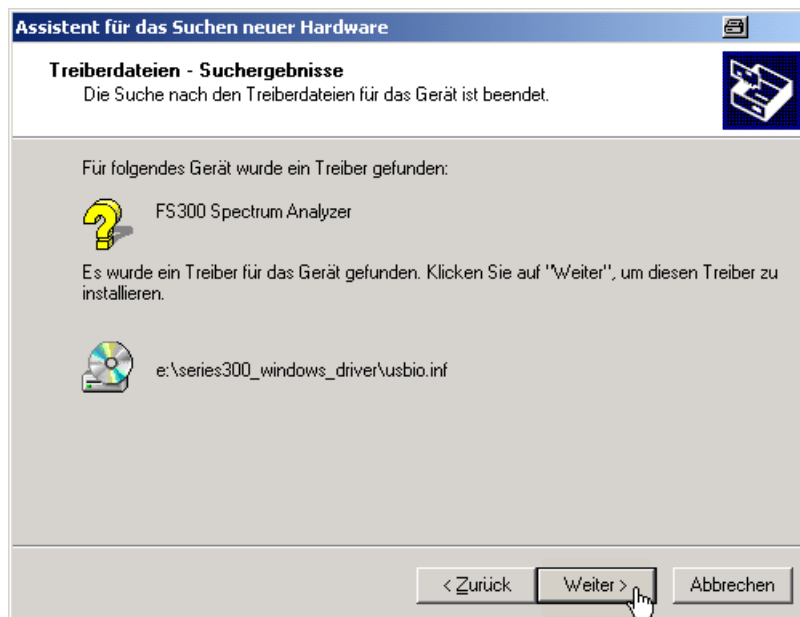 Assistent für das Suchen neuer Hardware
Treiberdateien - Suchergebnisse
Die Suche nach den Treiberdateien für das Gerät ist beendet.
Für folgendes Gerät wurde ein Treiber gefunden:
FS300 Spectrum Analyzer
Es wurde ein Treiber für das Gerät gefunden. Klicken Sie auf "Weiter", um diesen Treiber zu
installieren.
e:\series300_windows_driver\usbio.inf
< Zurück
Weiter >
Abbrechen